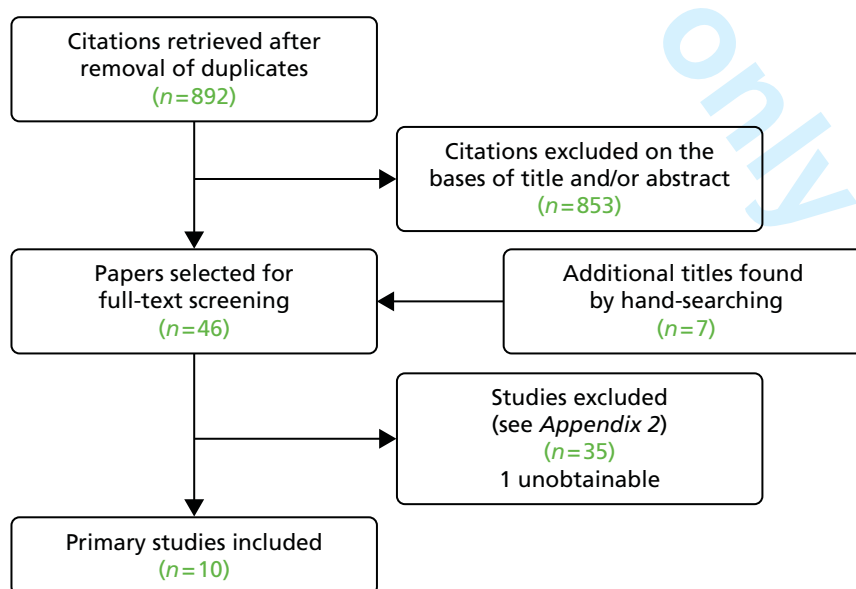 Citations retrieved after
removal of duplicates
(n=892)
only
Citations excluded on the
bases of title and/or abstract
(n=853)
Papers selected for
full-text screening
(n=46)
Additional titles found
by hand-searching
(n=7)
Studies excluded
(see Appendix 2)
(n=35)
1 unobtainable
Primary studies included
(n=10)